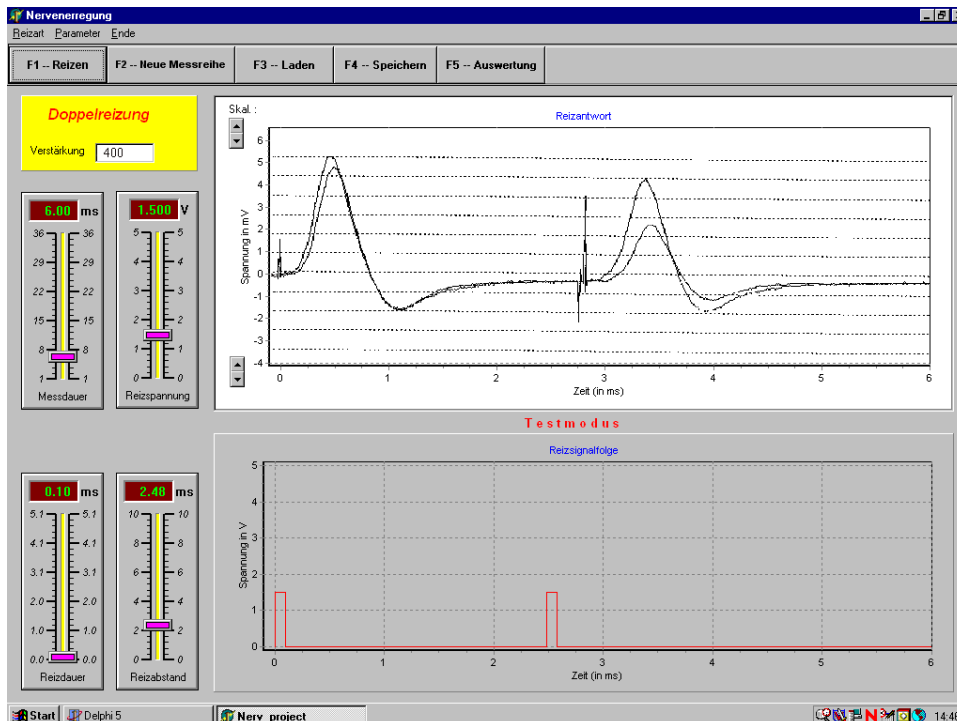 Nervenerregung
Reizart Parameter Ende
F1 -- Reizen F2 -- Neue Messreihe F3 -- Laden F4 -- Speichern F5 -- Auswertung
Doppelreizung
Verstärkung 400
6.00 ms
36 36
29 29
22 22
15 15
8 8
1 1
Messdauer
1.500 V
5 5
4 4
3 3
2 2
1 1
0 0
Reizspannung
Skal.:
Reizantwort
Spannung in mV
6
5
4
3
2
1
0
-1
-2
-3
-4
0 1 2 3 4 5 6
Zeit (in ms)
Testmodus
0.10 ms
5.1 5.1
4.1 4.1
3.1 3.1
2.0 2.0
1.0 1.0
0.0 0.0
Reizdauer
2.48 ms
10 10
8 8
6 6
4 4
2 2
0 0
Reizabstand
Reizsignalfolge
Spannung in V
5
4
3
2
1
0
0 1 2 3 4 5 6
Zeit (in ms)
Start Delphi 5 Nerv_project